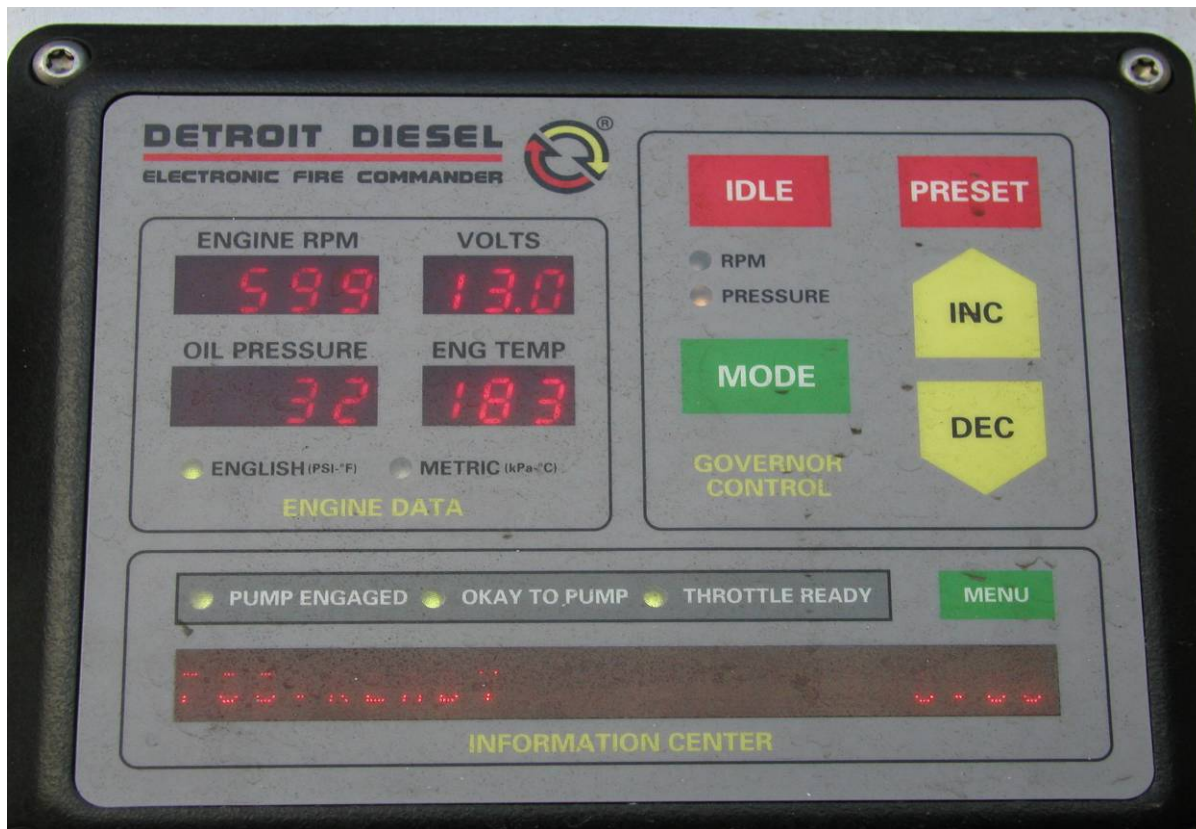 DETROIT DIESEL ®
ELECTRONIC FIRE COMMANDER
ENGINE RPM VOLTS
599 13.0
OIL PRESSURE ENG TEMP
32 183
ENGLISH (PSI-°F) METRIC (kPa-°C)
ENGINE DATA
IDLE PRESET
RPM
PRESSURE
INC
MODE
DEC
GOVERNOR
CONTROL
PUMP ENGAGED OKAY TO PUMP THROTTLE READY MENU
INFORMATION CENTER